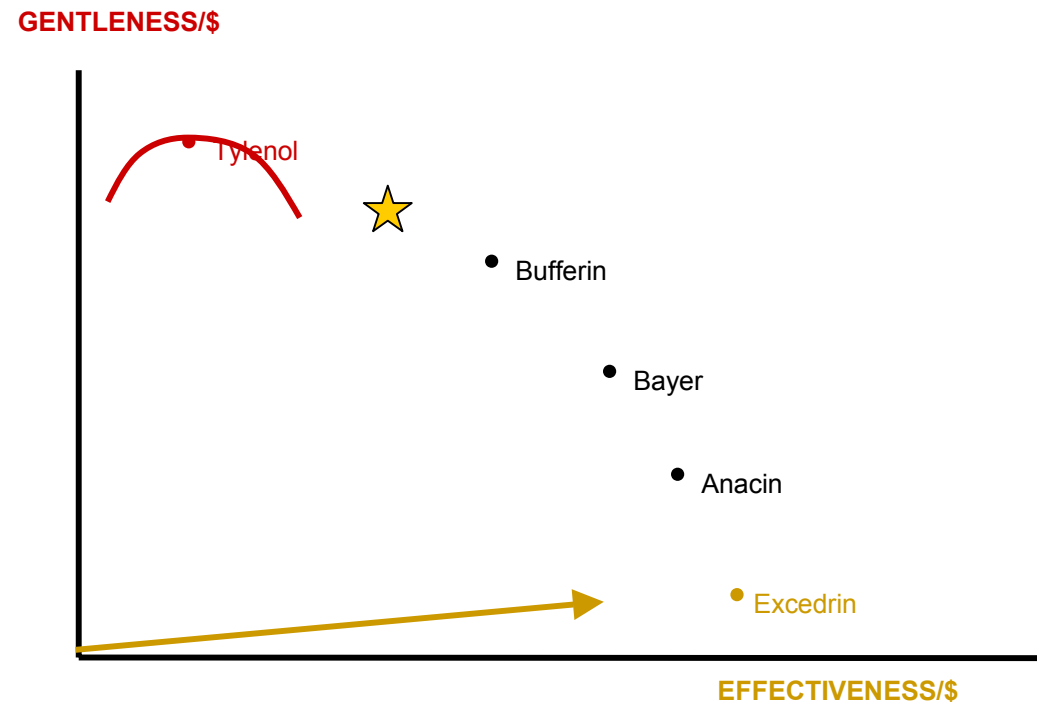 GENTLENESS/$
Tylenol
Bufferin
Bayer
Anacin
Excedrin
EFFECTIVENESS/$